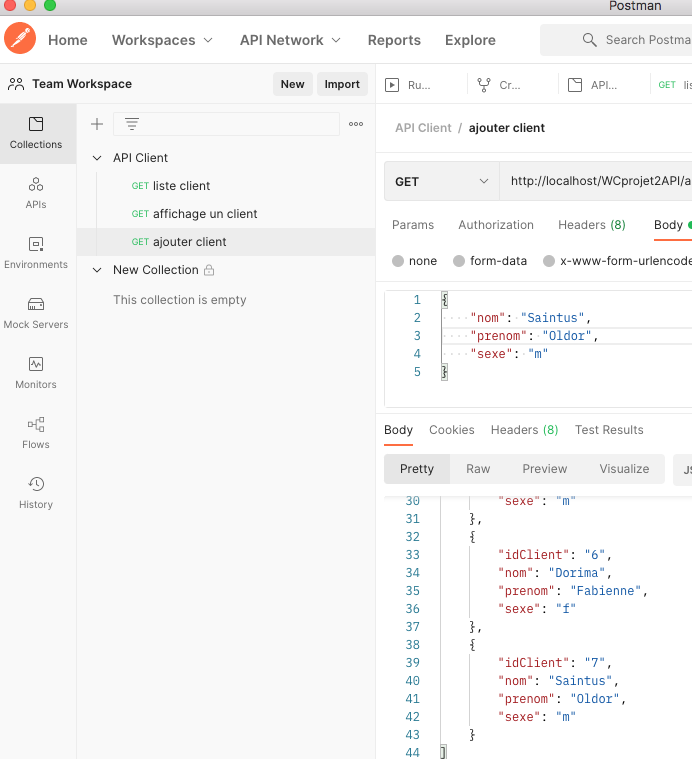 Postman
Home Workspaces API Network Reports Explore Search Postma
Team Workspace New Import
Ru... Cr... API... GET lis
Collections
APIs
Environments
Mock Servers
Monitors
Flows
History
API Client
GET liste client
GET affichage un client
GET ajouter client
New Collection
This collection is empty
API Client / ajouter client
GET http://localhost/WCprojet2API/a
Params Authorization Headers (8) Body
none form-data x-www-form-urlencode
1 {
2 "nom": "Saintus",
3 "prenom": "Oldor",
4 "sexe": "m"
5 }
Body Cookies Headers (8) Test Results
Pretty Raw Preview Visualize JS
30 "sexe": "m"
31 },
32 {
33 "idClient": "6",
34 "nom": "Dorima",
35 "prenom": "Fabienne",
36 "sexe": "f"
37 },
38 {
39 "idClient": "7",
40 "nom": "Saintus",
41 "prenom": "Oldor",
42 "sexe": "m"
43 }
44 ]